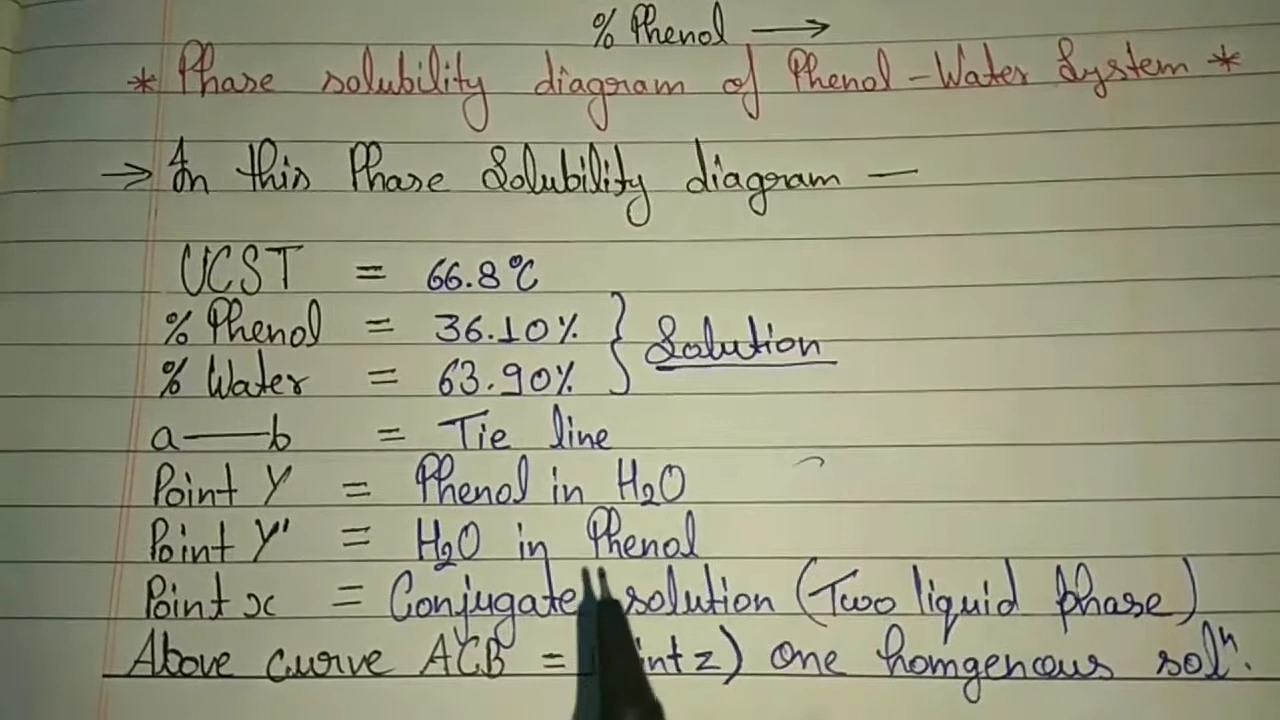 % Phenol →
* Phase solubility diagram of Phenol - Water System *
→ In this Phase Solubility diagram —
UCST = 66.8°C
% Phenol = 36.10% } Solution
% Water = 63.90%
a—b = Tie line
Point Y = Phenol in H2O
Point Y' = H2O in Phenol
Point x = Conjugate solution (Two liquid phase)
Above curve ACB = intz) one homgenous solⁿ.